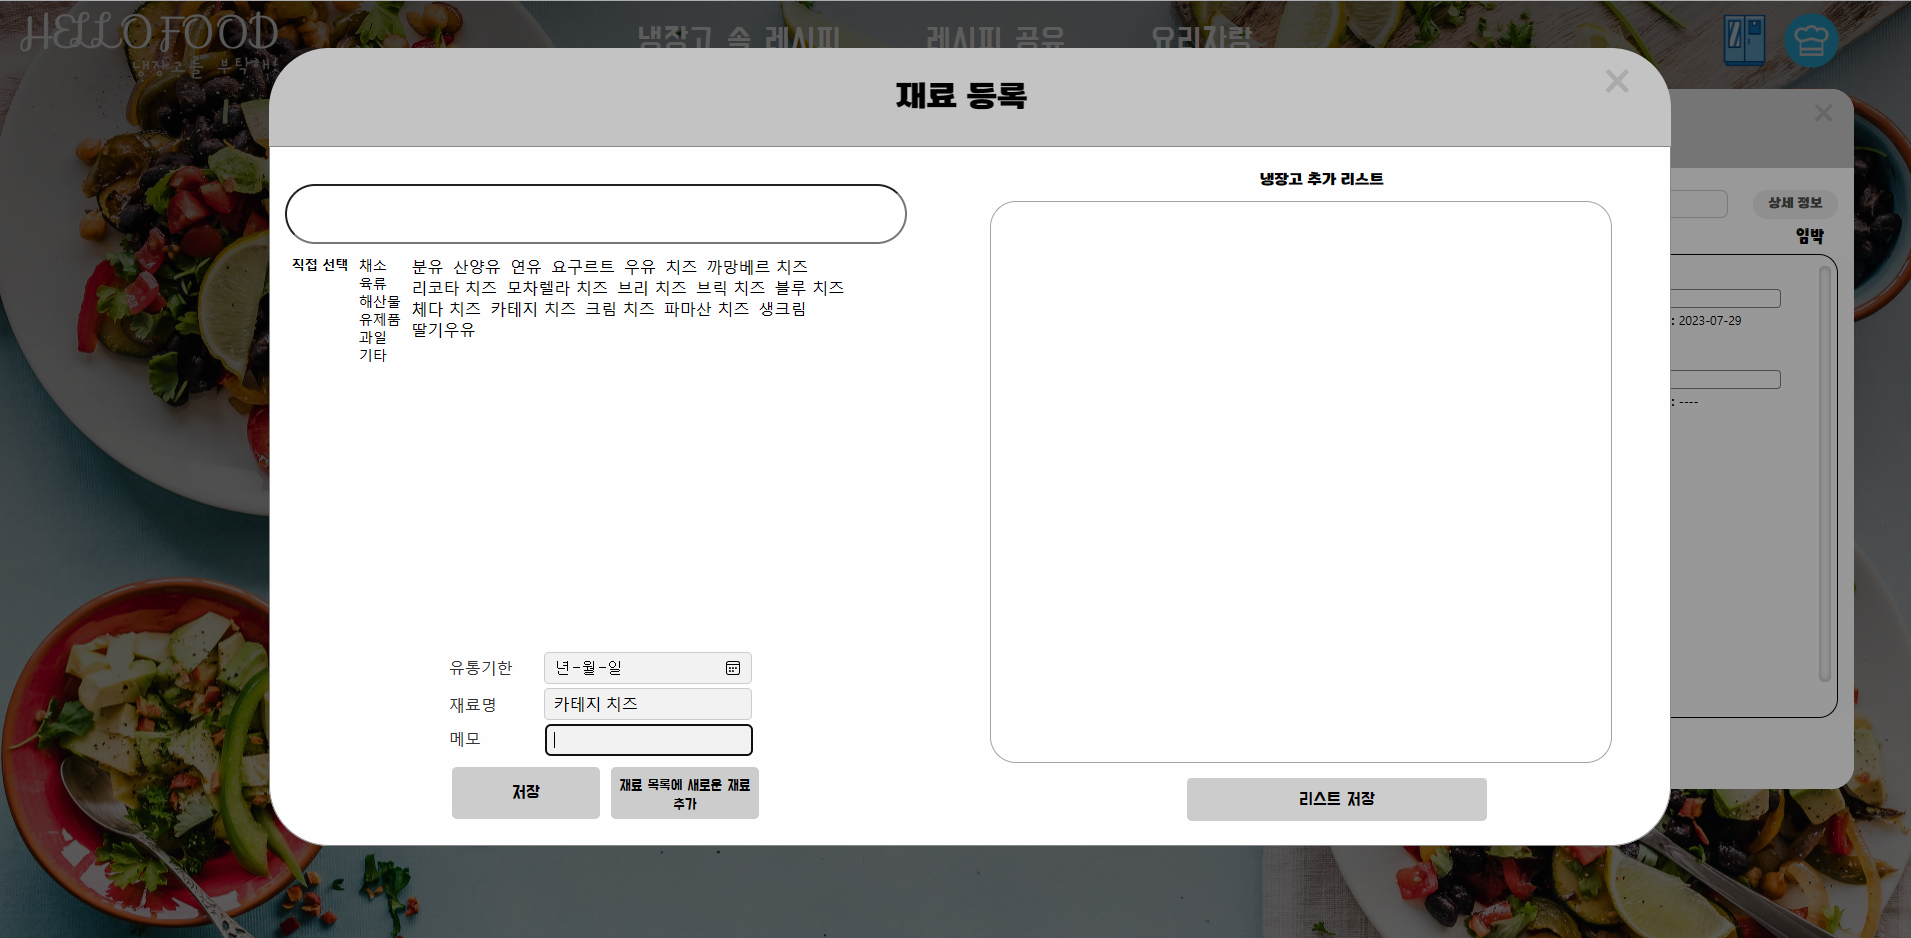 HELLO FOOD
냉장고를 부탁해!
냉장고 속 레시피
레시피 공유
요리자랑
재료 등록
냉장고 추가 리스트
직접 선택
채소
육류
해산물
유제품
과일
기타
분유 산양유 연유 요구르트 우유 치즈 까망베르 치즈
리코타 치즈 모차렐라 치즈 브리 치즈 브릭 치즈 블루 치즈
체다 치즈 카테지 치즈 크림 치즈 파마산 치즈 생크림
딸기우유
유통기한 년-월-일
재료명 카테지 치즈
메모
저장
재료 목록에 새로운 재료
추가
리스트 저장
상세 정보
임박
: 2023-07-29
: ----